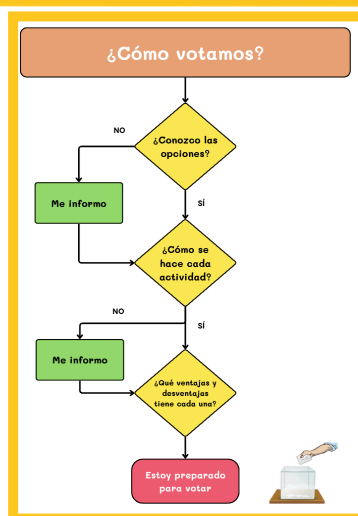 ¿Cómo votamos?
NO
¿Conozco las
opciones?
Me informo
SÍ
¿Cómo se
hace cada
actividad?
NO
SÍ
Me informo
¿Qué ventajas y
desventajas
tiene cada una?
Estoy preparado
para votar